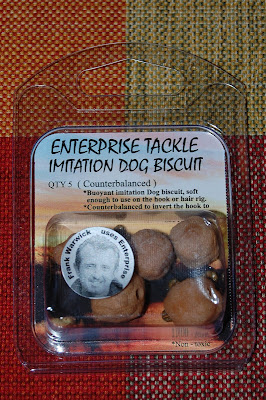 ENTERPRISE TACKLE
IMITATION DOG BISCUIT
QTY 5 ( Counterbalanced )
*Buoyant imitation Dog biscuit, soft
enough to use on the hook or hair rig.
*Counterbalanced to invert the hook to
Frank Warwick uses Enterprise
*Non - toxic